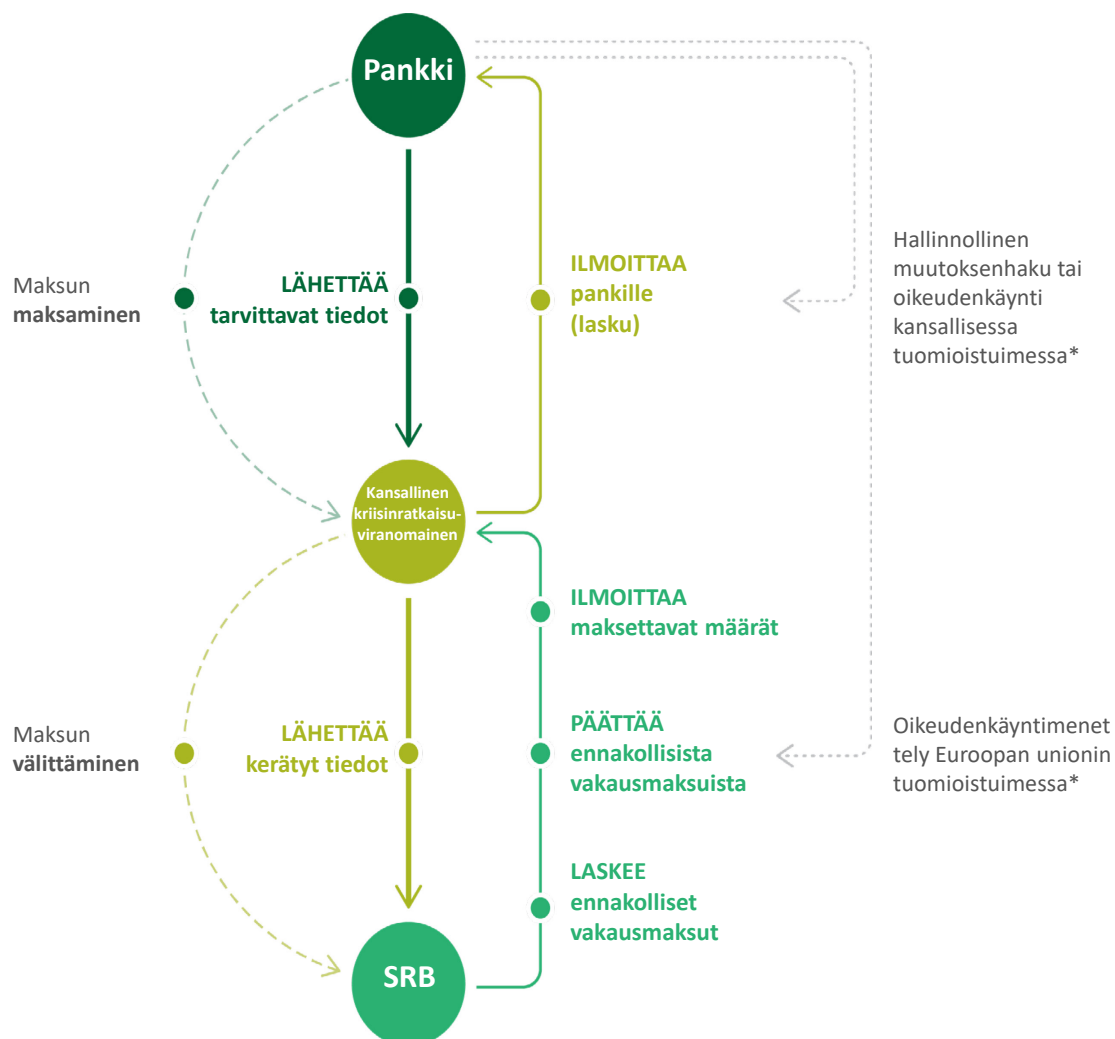 Pankki
Maksun
maksaminen
LÄHETTÄÄ
tarvittavat tiedot
ILMOITTAA
pankille
(lasku)
Hallinnollinen
muutoksenhaku tai
oikeudenkäynti
kansallisessa
tuomioistuimessa*
Kansallinen
kriisinratkaisu-
viranomainen
ILMOITTAA
maksettavat määrät
Maksun
välittäminen
LÄHETTÄÄ
kerätyt tiedot
PÄÄTTÄÄ
ennakollisista
vakausmaksuista
Oikeudenkäyntimenet
tely Euroopan unionin
tuomioistuimessa*
LASKEE
ennakolliset
vakausmaksut
SRB